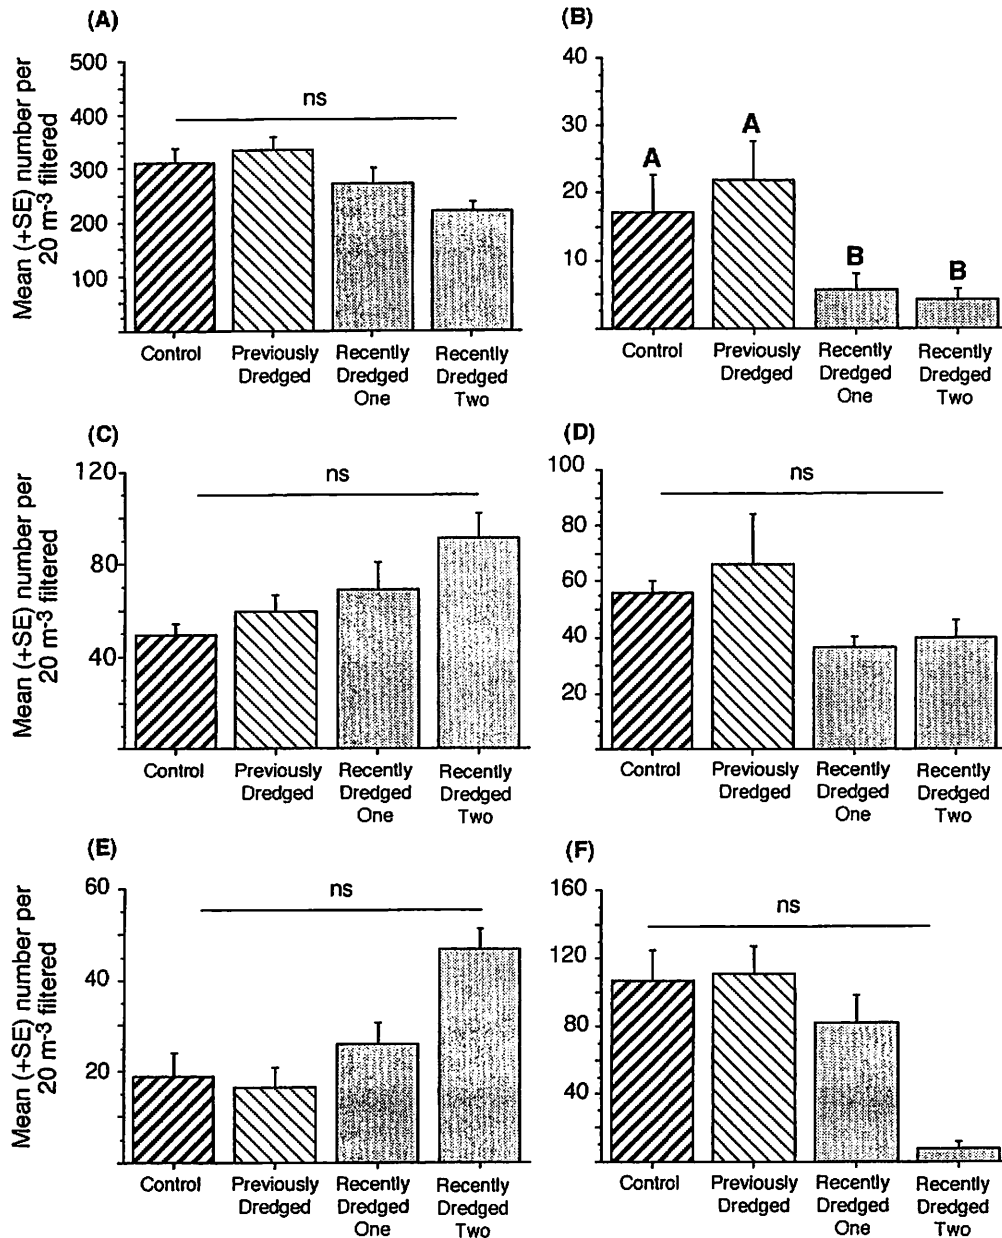 (A)
Mean (+SE) number per
20 m-3 filtered
500
400
300
200
100
ns
Control
Previously
Dredged
Recently
Dredged
One
Recently
Dredged
Two
(B)
40
30
20
10
A
A
B
B
Control
Previously
Dredged
Recently
Dredged
One
Recently
Dredged
Two
(C)
Mean (+SE) number per
20 m-3 filtered
120
80
40
ns
Control
Previously
Dredged
Recently
Dredged
One
Recently
Dredged
Two
(D)
100
80
60
40
20
ns
Control
Previously
Dredged
Recently
Dredged
One
Recently
Dredged
Two
(E)
Mean (+SE) number per
20 m-3 filtered
60
40
20
ns
Control
Previously
Dredged
Recently
Dredged
One
Recently
Dredged
Two
(F)
160
120
80
40
ns
Control
Previously
Dredged
Recently
Dredged
One
Recently
Dredged
Two